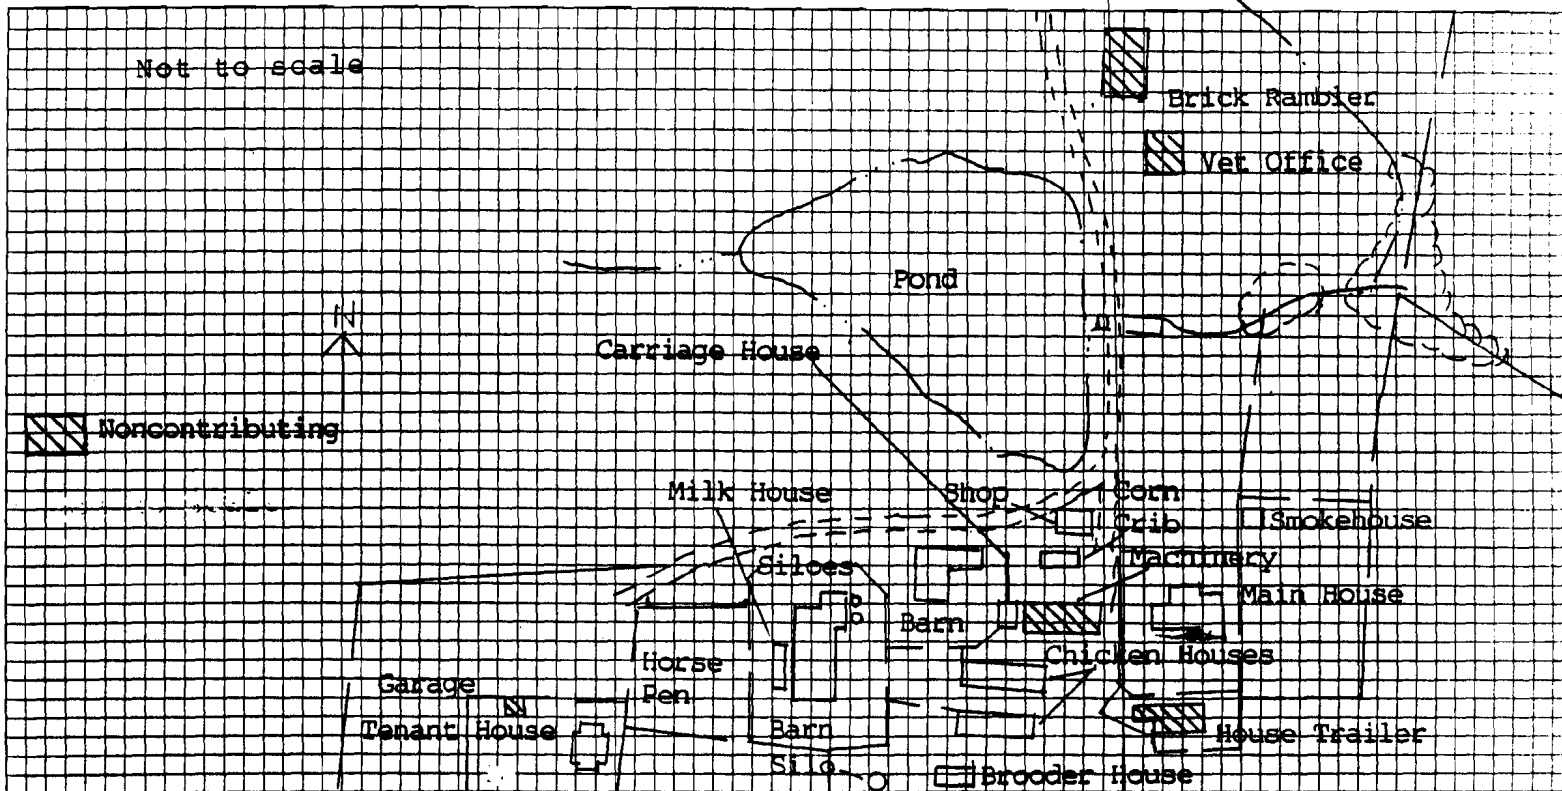 Not to scale
Brick Rambler
Vet Office
Pond
N
Carriage House
Noncontributing
Milk House
Shop
Corn
Crib
Smokehouse
Machinery
Siloes
Main House
Barn
Chicken Houses
Horse
Pen
Garage
Tenant House
Barn
House Trailer
Silo
Brooder House